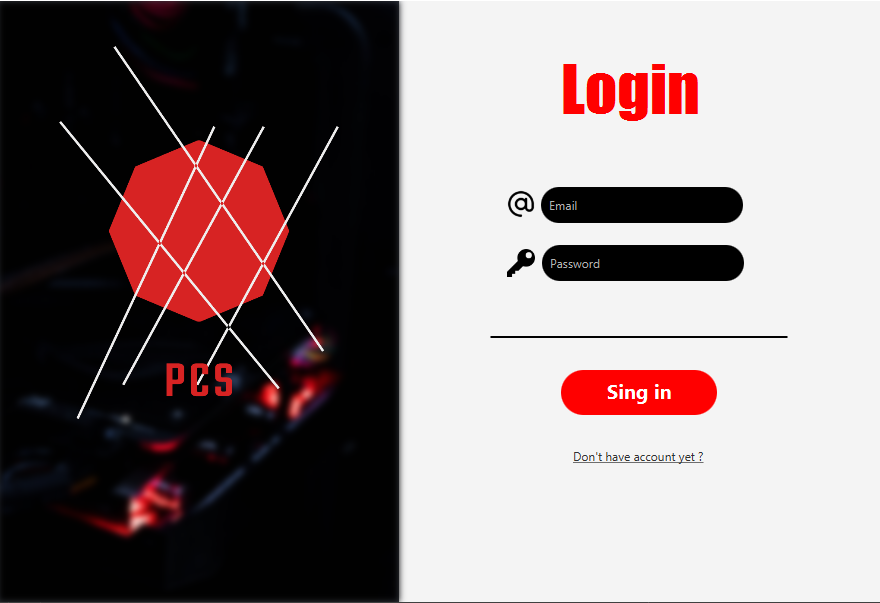 PCS
Login
@
Email
Password
Sing in
Don't have account yet ?